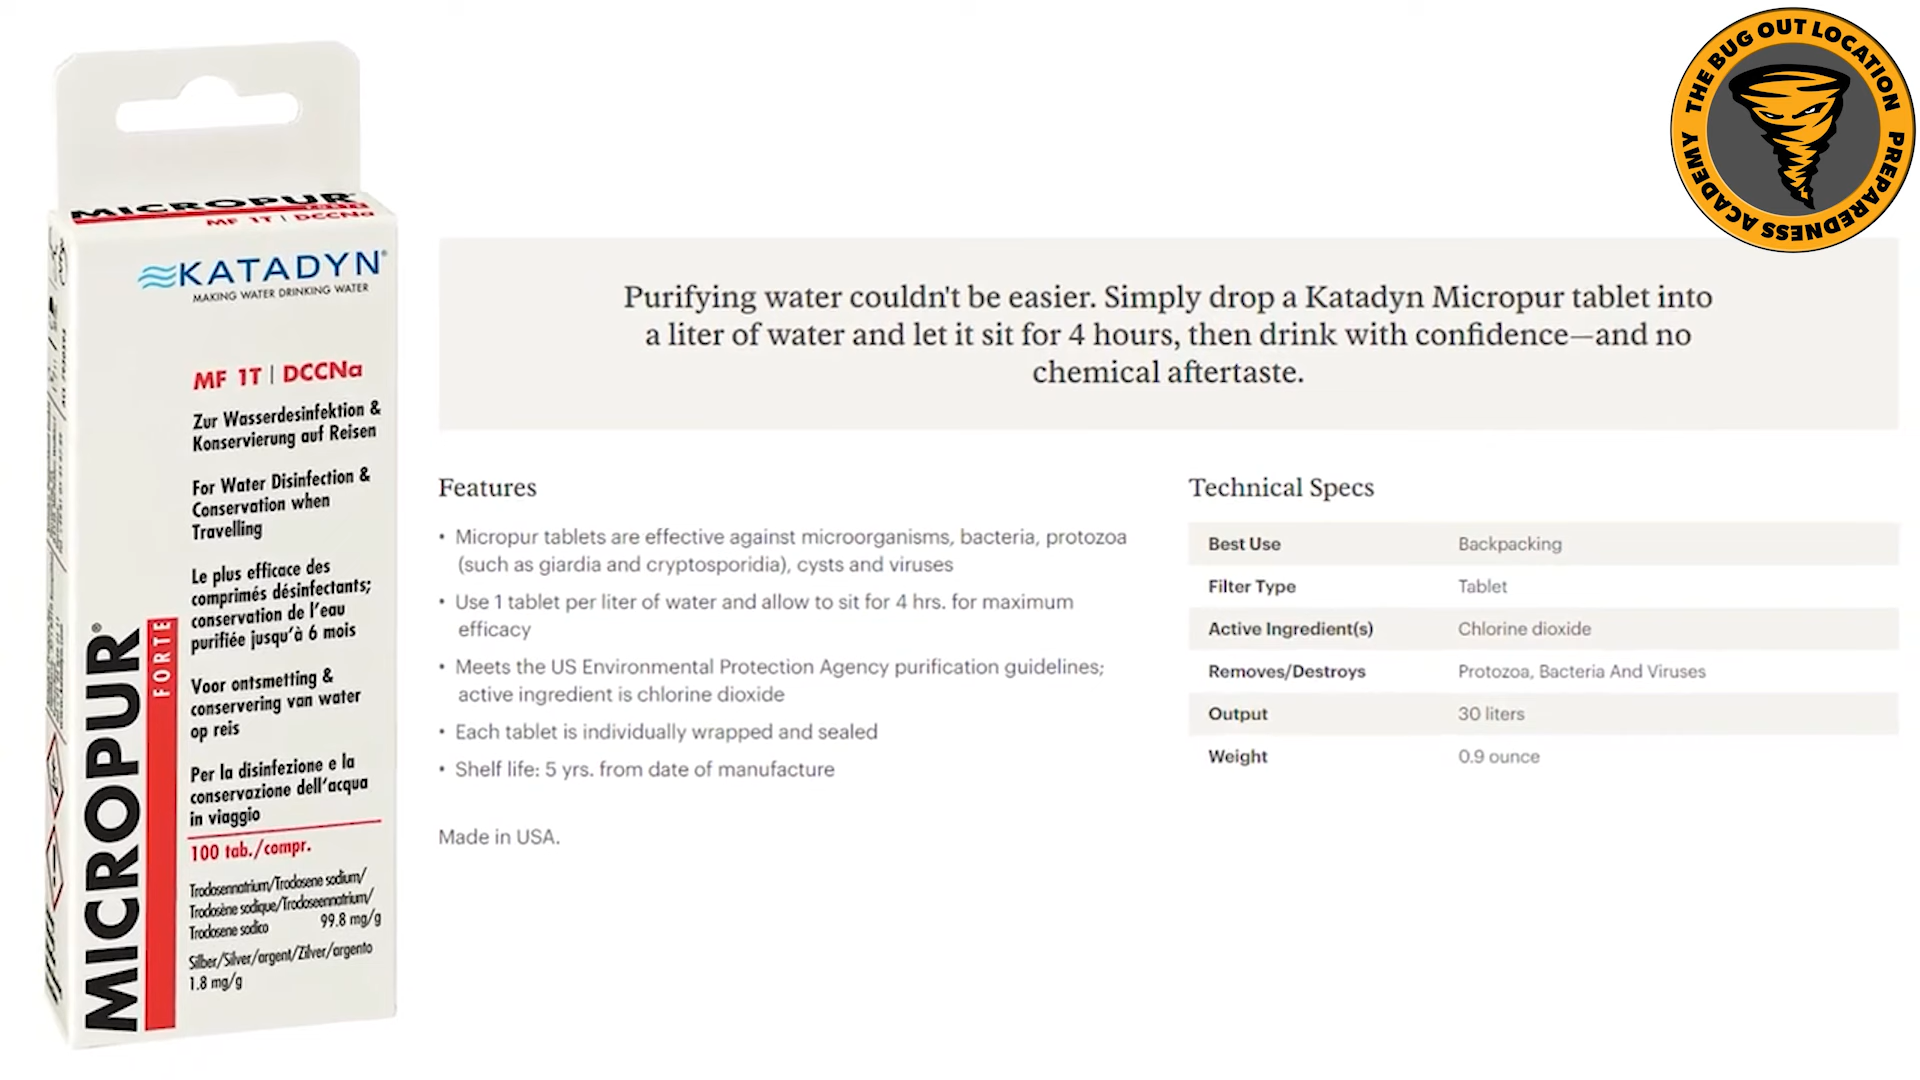 THE BUG OUT LOCATION
PREPAREDNESS ACADEMY
MICROPUR
MF 1T | DCCNa
KATADYN®
MAKING WATER DRINKING WATER
MF 1T | DCCNa
Zur Wasserdesinfektion &
Konservierung auf Reisen
For Water Disinfection &
Conservation when
Travelling
Le plus efficace des
comprimés désinfectants;
conservation de l'eau
purifiée jusqu'à 6 mois
Voor ontsmetting &
conservering van water
op reis
Per la disinfezione e la
conservazione dell'acqua
in viaggio
100 tab./compr.
Troclosennatrium/Troclosene sodium/
Troclosène sodique/Trocloseennatrium/
Troclosene sodico 99.8 mg/g
Silber/Silver/argent/Zilver/argento
1.8 mg/g
MICROPUR®
FORTE
Purifying water couldn't be easier. Simply drop a Katadyn Micropur tablet into
a liter of water and let it sit for 4 hours, then drink with confidence—and no
chemical aftertaste.
Features
• Micropur tablets are effective against microorganisms, bacteria, protozoa
(such as giardia and cryptosporidia), cysts and viruses
• Use 1 tablet per liter of water and allow to sit for 4 hrs. for maximum
efficacy
• Meets the US Environmental Protection Agency purification guidelines;
active ingredient is chlorine dioxide
• Each tablet is individually wrapped and sealed
• Shelf life: 5 yrs. from date of manufacture
Made in USA.
Technical Specs
Best Use Backpacking
Filter Type Tablet
Active Ingredient(s) Chlorine dioxide
Removes/Destroys Protozoa, Bacteria And Viruses
Output 30 liters
Weight 0.9 ounce